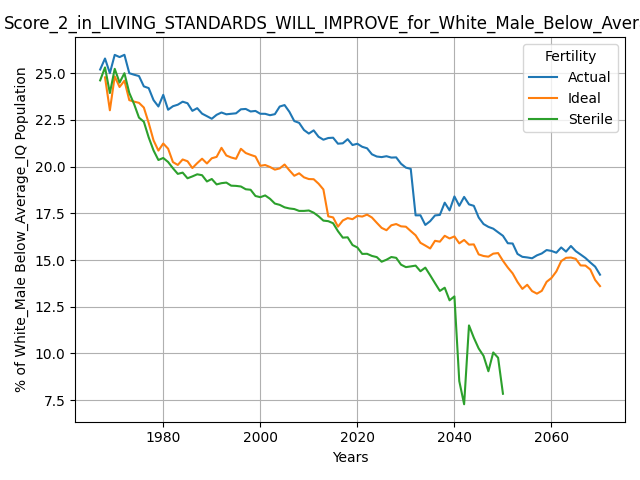 Score_2_in_LIVING_STANDARDS_WILL_IMPROVE_for_White_Male_Below_Aver
Fertility
Actual
Ideal
Sterile
% of White_Male Below_Average_IQ Population
25.0
22.5
20.0
17.5
15.0
12.5
10.0
7.5
1980
2000
2020
2040
2060
Years